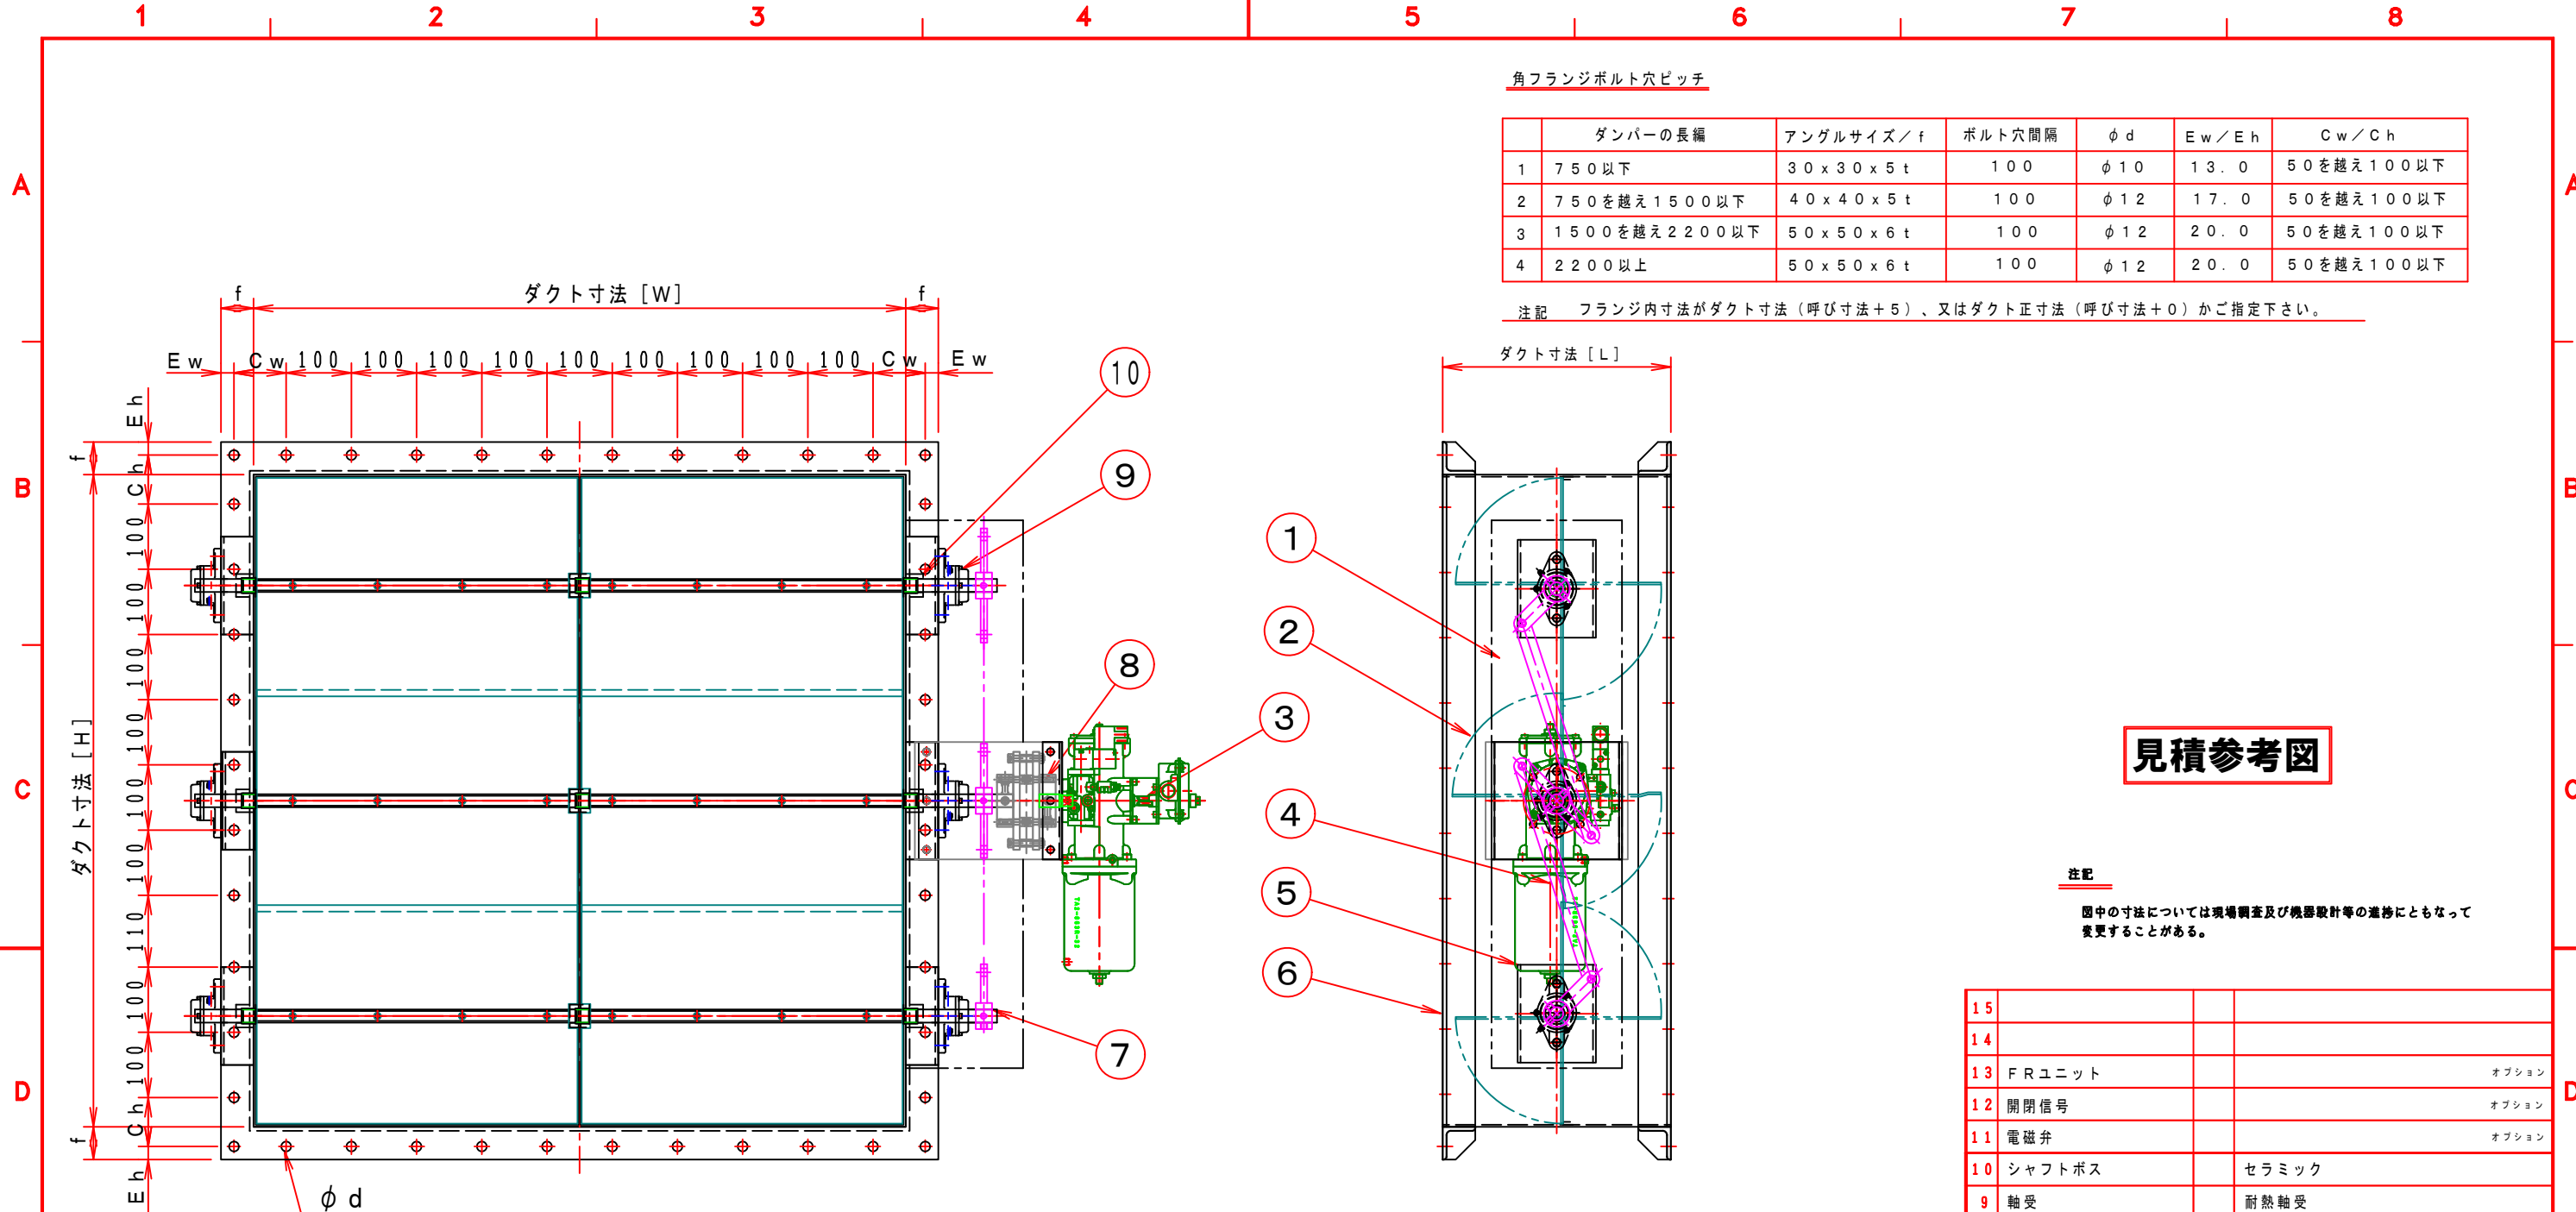 1 2 3 4 5 6 7 8
角フランジボルト穴ピッチ
ダンパーの長編 アングルサイズ/f ボルト穴間隔 φd Ew/Eh Cw/Ch
1 750以下 30x30x5t 100 φ10 13.0 50を越え100以下
2 750を越え1500以下 40x40x5t 100 φ12 17.0 50を越え100以下
3 1500を越え2200以下 50x50x6t 100 φ12 20.0 50を越え100以下
4 2200以上 50x50x6t 100 φ12 20.0 50を越え100以下
注記 フランジ内寸法がダクト寸法(呼び寸法+5)、又はダクト正寸法(呼び寸法+0)かご指定下さい。
A A
f ダクト寸法[W] f
Ew Cw 100 100 100 100 100 100 100 100 100 Cw Ew
ダクト寸法[L]
Eh
f
Ch
100
100
100
100
100
100
110
100
100
Ch
f
Eh
ダクト寸法[H]
B B
C C
D D
10
9
8
3
7
1
2
4
5
6
φd
見積参考図
注記
図中の寸法については現場調査及び機器設計等の進捗にともなって
変更することがある。
15
14
13 FRユニット オプション
12 開閉信号 オプション
11 電磁弁 オプション
10 シャフトボス セラミック
9 軸受 耐熱軸受